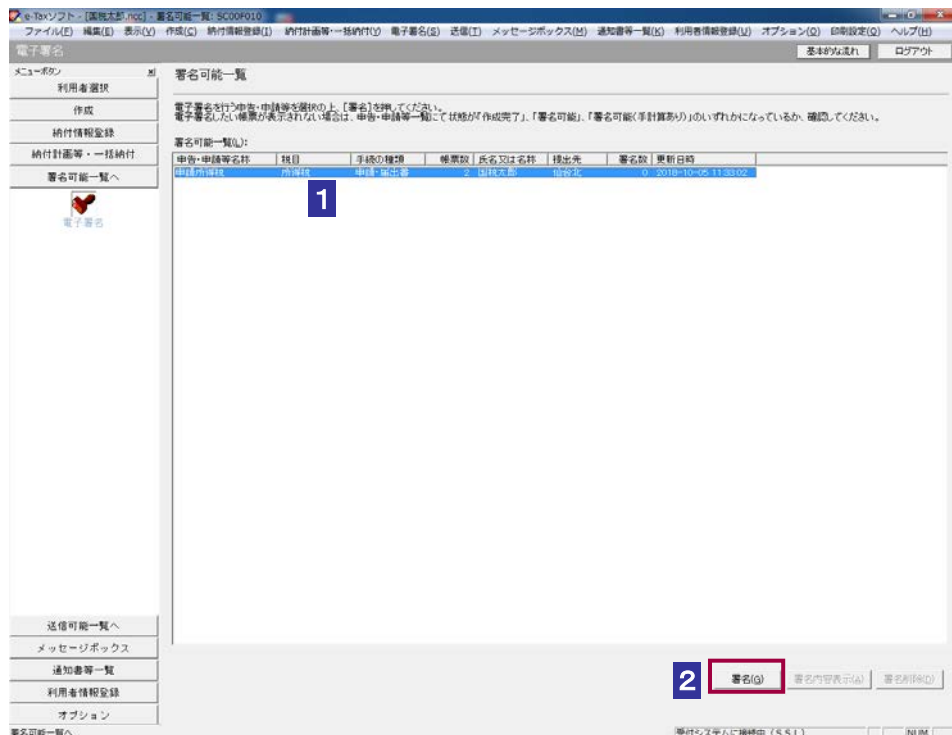 e-Taxソフト - [国税太郎.ncc] - 署名可能一覧: SC00F010
ファイル(F) 編集(E) 表示(V) 作成(C) 納付情報登録(I) 納付計画等・一括納付(Y) 電子署名(S) 送信(T) メッセージボックス(M) 通知書等一覧(K) 利用者情報登録(U) オプション(O) 印刷設定(Q) ヘルプ(H)
電子署名 基本的な流れ ログアウト
メニューボタン
利用者選択
作成
納付情報登録
納付計画等・一括納付
署名可能一覧へ
電子署名
署名可能一覧
電子署名を行う申告・申請等を選択の上、[署名]を押してください。
電子署名したい帳票が表示されない場合は、申告・申請等一覧にて状態が「作成完了」、「署名可能」、「署名可能(手計算あり)」のいずれかになっているか、確認してください。
署名可能一覧(L):
申告・申請等名称 税目 手続の種類 帳票数 氏名又は名称 提出先 署名数 更新日時
申請所得税 所得税 申請・届出書 2 国税太郎 仙台北 0 2018-10-05 11:33:02
1
送信可能一覧へ
メッセージボックス
通知書等一覧
利用者情報登録
オプション
2 署名(G) 署名内容表示(A) 署名削除(D)
署名可能一覧へ 受付システムに接続中 (SSL) NUM